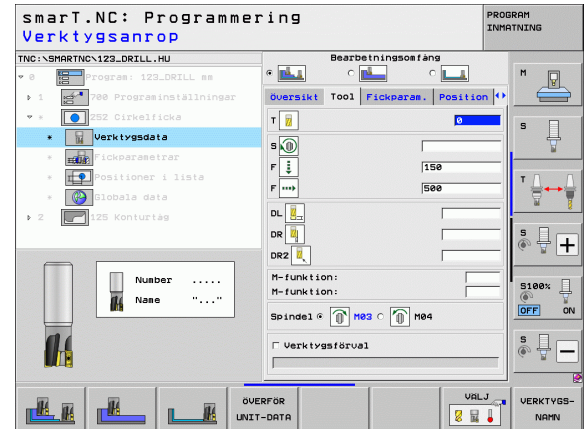 smarT.NC: Programmering
Verktygsanrop
PROGRAM
INMATNING
TNC:\SMARTNC\123_DRILL.HU
0 Program: 123_DRILL mm
1 700 Programinställningar
* 252 Cirkelficka
* Verktygsdata
* Fickparametrar
* Positioner i lista
* Globala data
2 125 Konturtåg
Number .....
Name "..."
Bearbetningsomfång
Översikt Tool Fickparam. Position
T 0
S
F 150
F 500
DL
DR
DR2
M-funktion:
M-funktion:
Spindel M03 M04
Verktygsförval
M
S
T
S
S100%
OFF ON
S
ÖVERFÖR
UNIT-DATA
VÄLJ
VERKTYGS-
NAMN